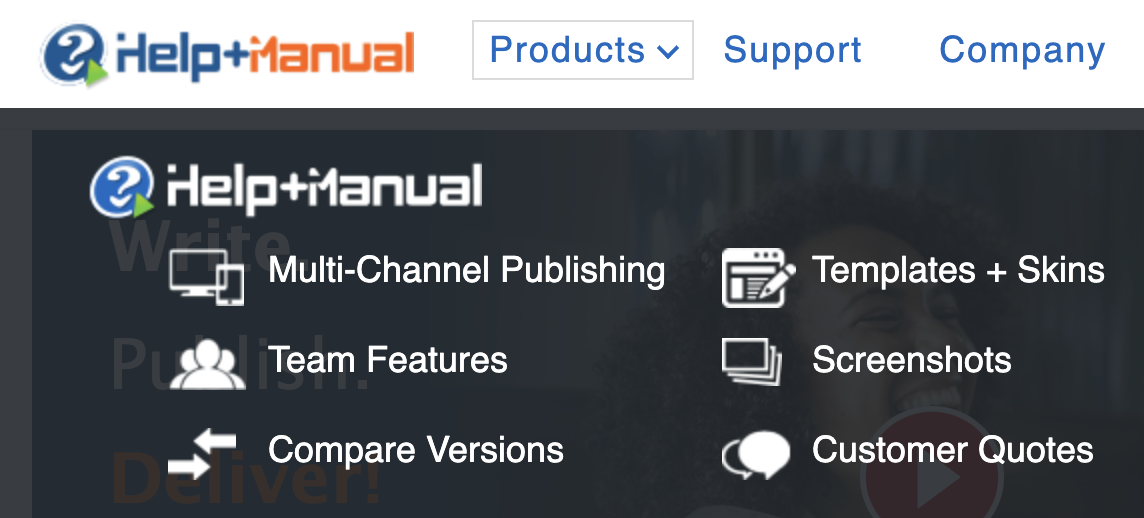 Help+Manual
Products
Support
Company
Help+Manual
Write.
Multi-Channel Publishing
Templates + Skins
Publish.
Team Features
Screenshots
Compare Versions
Customer Quotes
Deliver!